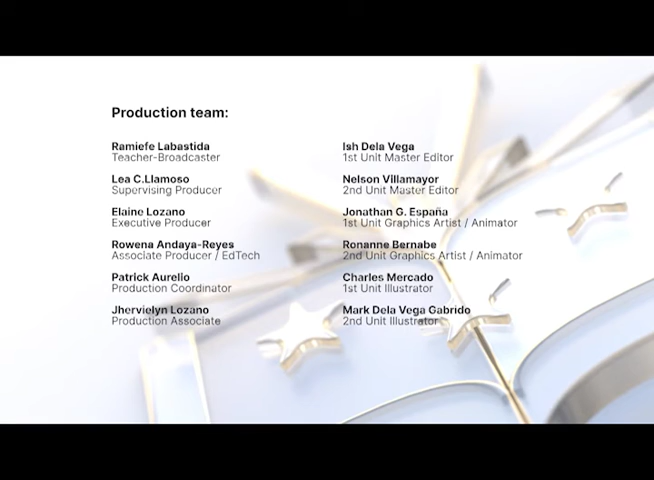 Production team:
Ramiefe Labastida
Teacher-Broadcaster
Lea C.Llamoso
Supervising Producer
Elaine Lozano
Executive Producer
Rowena Andaya-Reyes
Associate Producer / EdTech
Patrick Aurelio
Production Coordinator
Jhervielyn Lozano
Production Associate
Ish Dela Vega
1st Unit Master Editor
Nelson Villamayor
2nd Unit Master Editor
Jonathan G. España
1st Unit Graphics Artist / Animator
Ronanne Bernabe
2nd Unit Graphics Artist / Animator
Charles Mercado
1st Unit Illustrator
Mark Dela Vega Gabrido
2nd Unit Illustrator